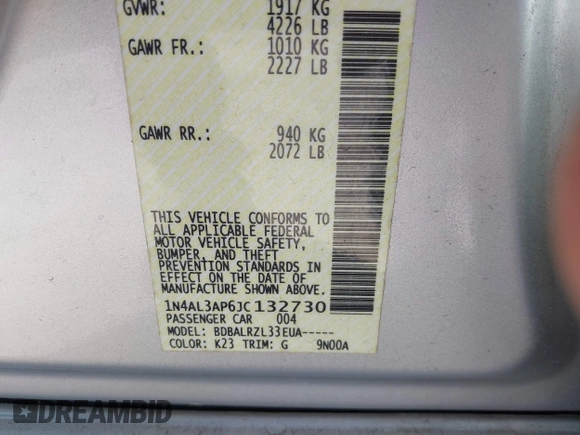 GVWR: 1917 KG
4226 LB
GAWR FR.: 1010 KG
2227 LB
GAWR RR.: 940 KG
2072 LB
THIS VEHICLE CONFORMS TO
ALL APPLICABLE FEDERAL
MOTOR VEHICLE SAFETY,
BUMPER, AND THEFT
PREVENTION STANDARDS IN
EFFECT ON THE DATE OF
MANUFACTURE SHOWN ABOVE.
1N4AL3AP6JC132730
PASSENGER CAR 004
MODEL: BDBALRZL33EUA-----
COLOR: K23 TRIM: G 9N00A
DREAMBID